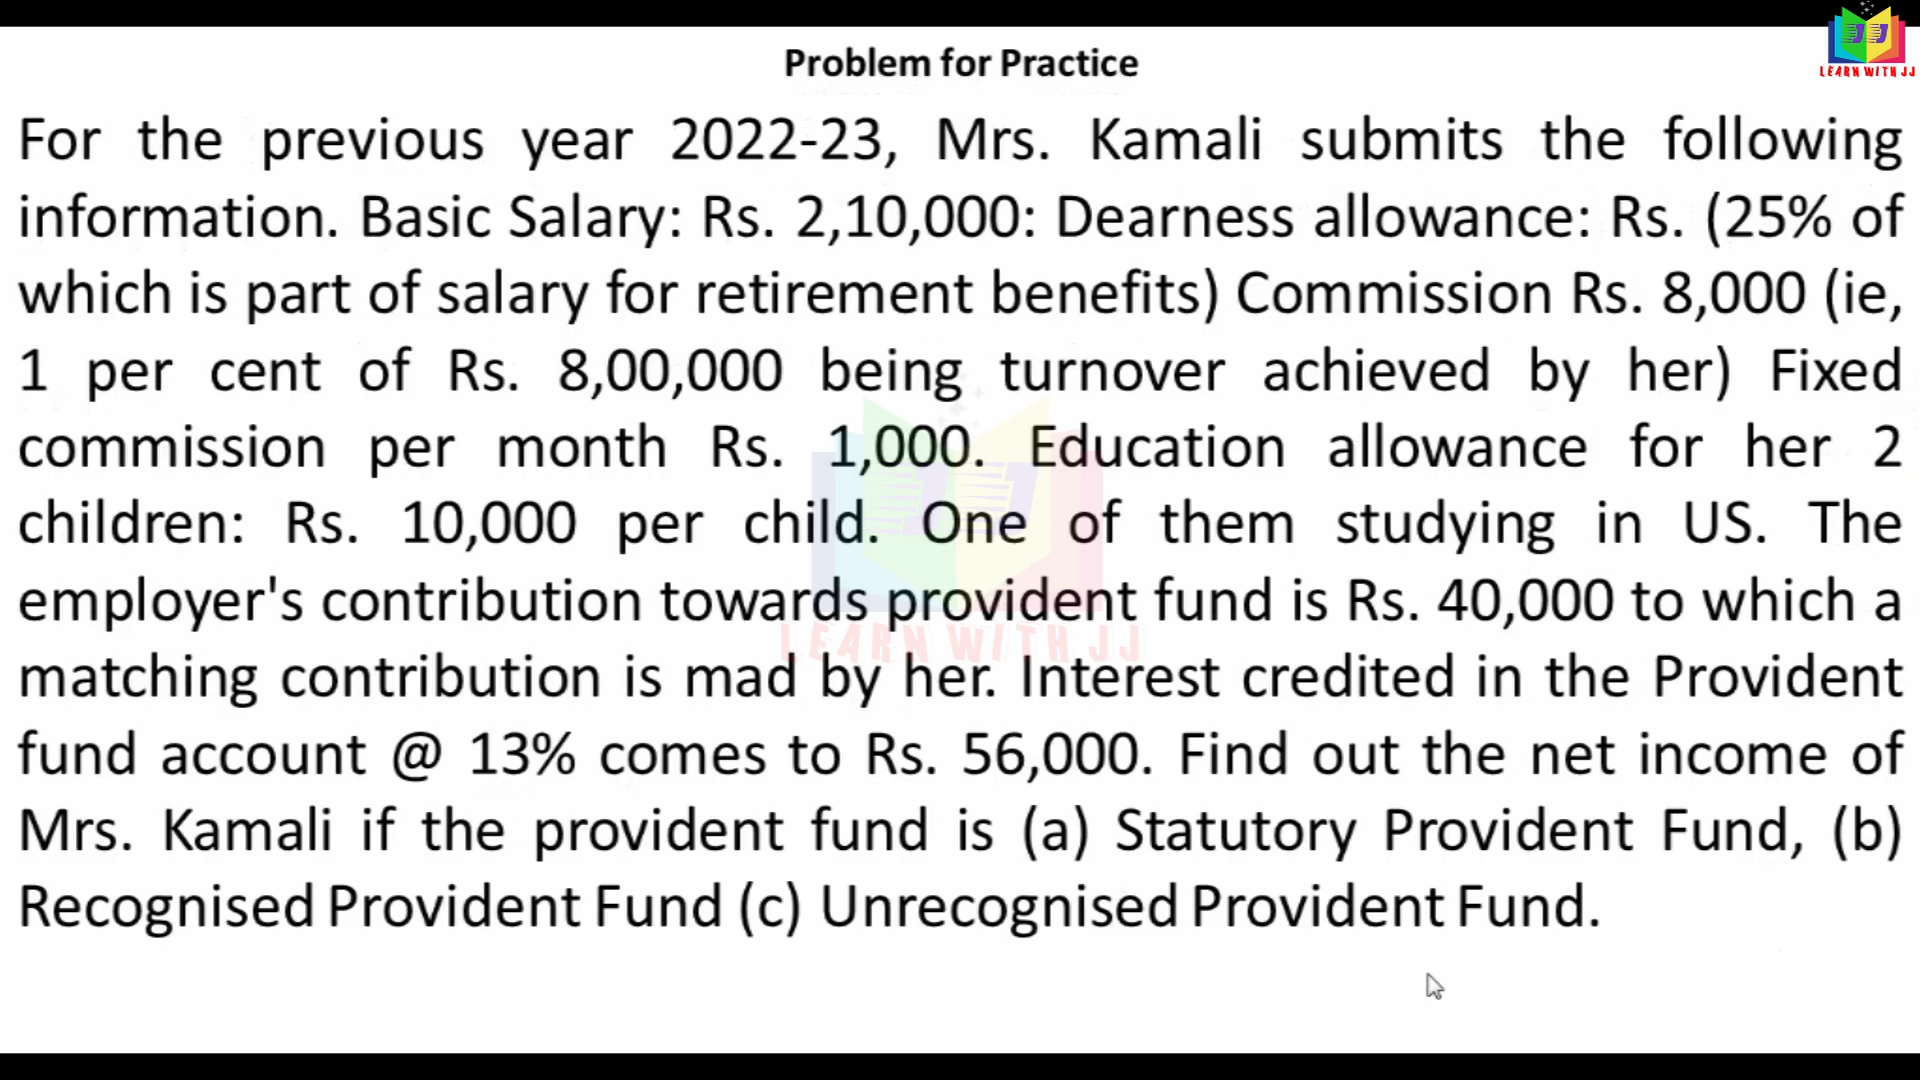 LEARN WITH JJ
Problem for Practice
For the previous year 2022-23, Mrs. Kamali submits the following
information. Basic Salary: Rs. 2,10,000: Dearness allowance: Rs. (25% of
which is part of salary for retirement benefits) Commission Rs. 8,000 (ie,
1 per cent of Rs. 8,00,000 being turnover achieved by her) Fixed
commission per month Rs. 1,000. Education allowance for her 2
children: Rs. 10,000 per child. One of them studying in US. The
employer's contribution towards provident fund is Rs. 40,000 to which a
matching contribution is mad by her. Interest credited in the Provident
fund account @ 13% comes to Rs. 56,000. Find out the net income of
Mrs. Kamali if the provident fund is (a) Statutory Provident Fund, (b)
Recognised Provident Fund (c) Unrecognised Provident Fund.
LEARN WITH JJ